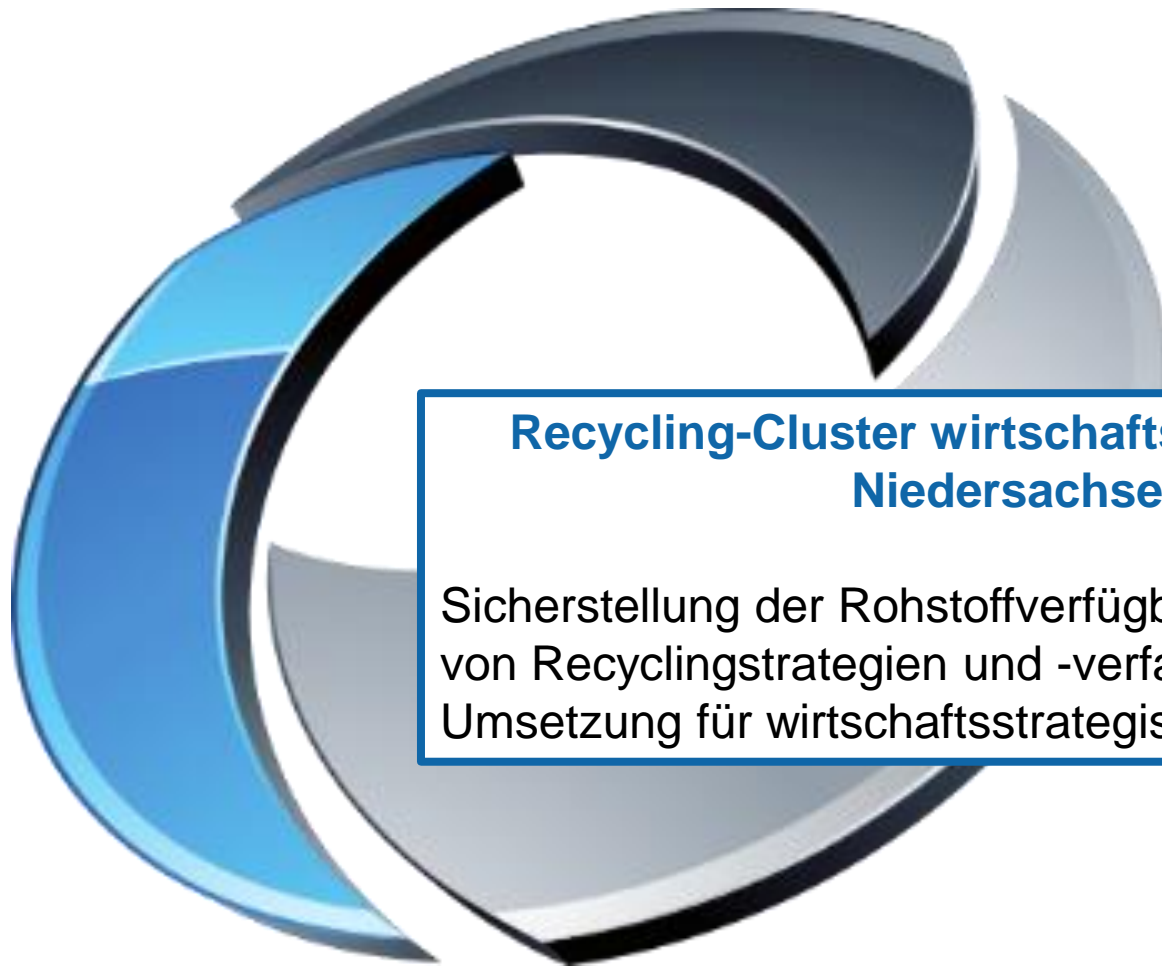 Recycling-Cluster wirtschafts
Niedersachse
Sicherstellung der Rohstoffverfügb
von Recyclingstrategien und -verfa
Umsetzung für wirtschaftsstrategis